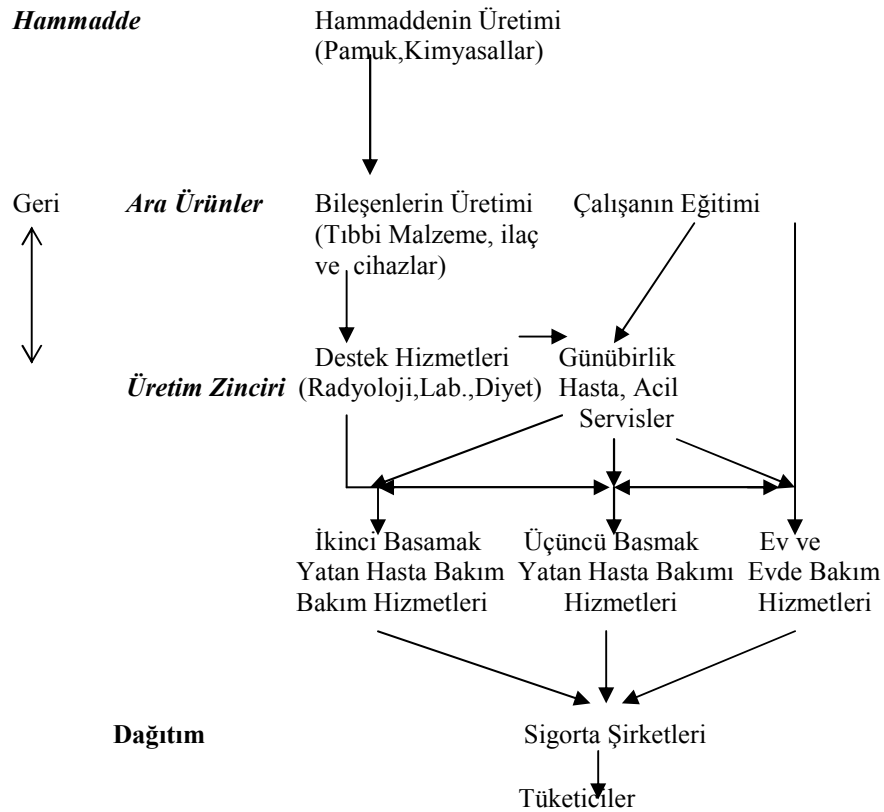 Hammadde Hammaddenin Üretimi
(Pamuk,Kimyasallar)
Geri Ara Ürünler Bileşenlerin Üretimi Çalışanın Eğitimi
(Tıbbi Malzeme, ilaç
ve cihazlar)
Destek Hizmetleri Günübirlik
Üretim Zinciri (Radyoloji,Lab.,Diyet) Hasta, Acil
Servisler
İkinci Basamak Üçüncü Basmak Ev ve
Yatan Hasta Bakım Yatan Hasta Bakımı Evde Bakım
Bakım Hizmetleri Hizmetleri Hizmetleri
Dağıtım Sigorta Şirketleri
Tüketiciler